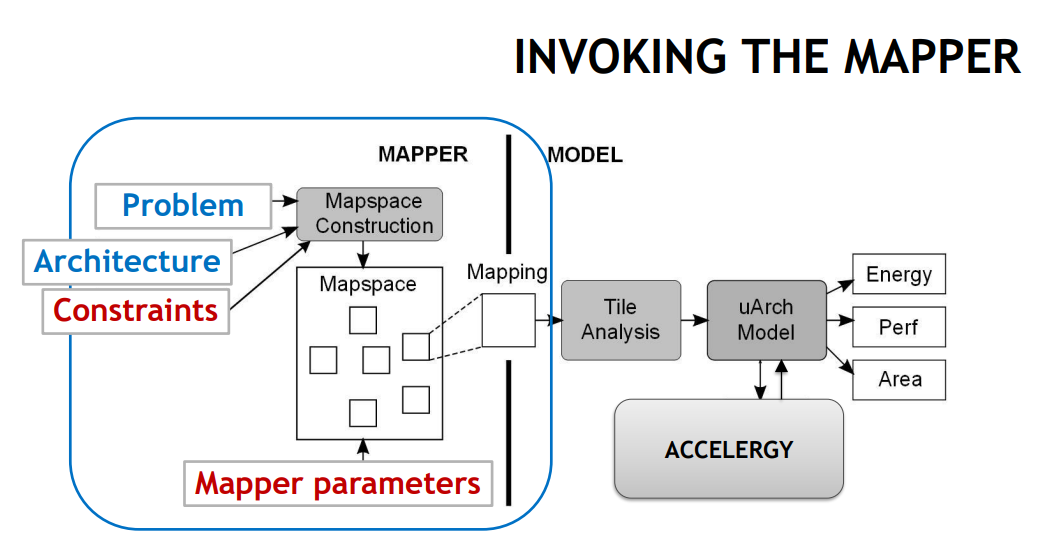 INVOKING THE MAPPER
MAPPER
MODEL
Problem
Architecture
Constraints
Mapspace
Construction
Mapspace
Mapping
Mapper parameters
Tile
Analysis
uArch
Model
Energy
Perf
Area
ACCELERGY